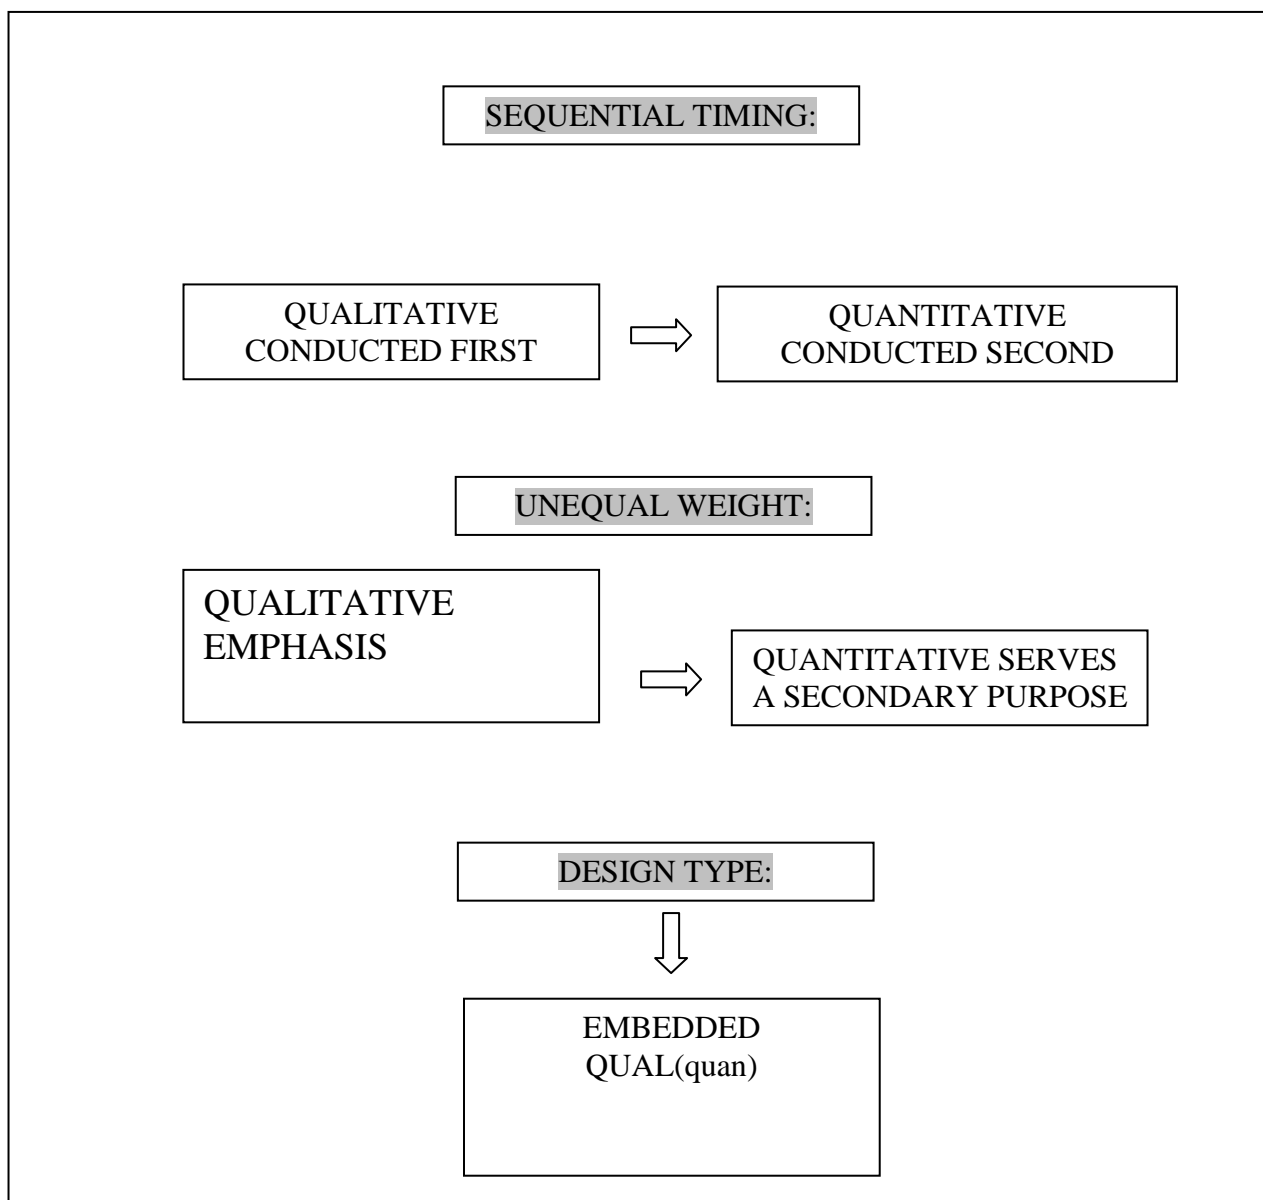 SEQUENTIAL TIMING:
QUALITATIVE
CONDUCTED FIRST
QUANTITATIVE
CONDUCTED SECOND
UNEQUAL WEIGHT:
QUALITATIVE
EMPHASIS
QUANTITATIVE SERVES
A SECONDARY PURPOSE
DESIGN TYPE:
EMBEDDED
QUAL(quan)